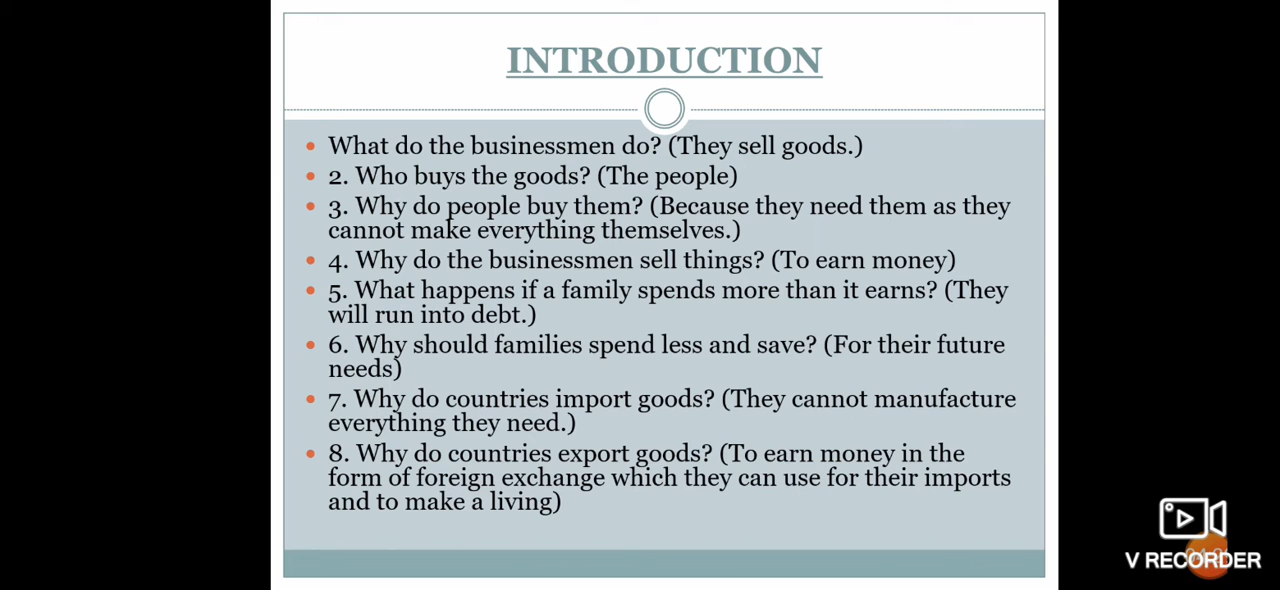 INTRODUCTION
What do the businessmen do? (They sell goods.)
2. Who buys the goods? (The people)
3. Why do people buy them? (Because they need them as they
cannot make everything themselves.)
4. Why do the businessmen sell things? (To earn money)
5. What happens if a family spends more than it earns? (They
will run into debt.)
6. Why should families spend less and save? (For their future
needs)
7. Why do countries import goods? (They cannot manufacture
everything they need.)
8. Why do countries export goods? (To earn money in the
form of foreign exchange which they can use for their imports
and to make a living)
V RECORDER